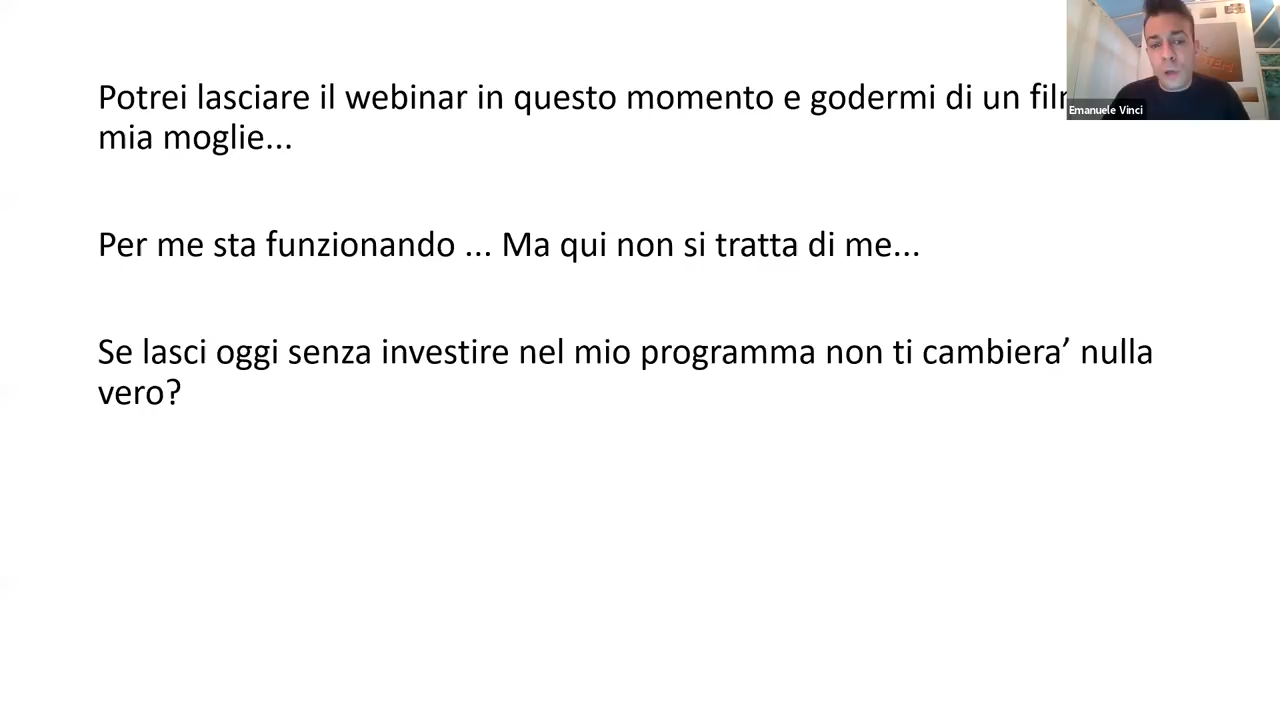 Potrei lasciare il webinar in questo momento e godermi di un
mia moglie...
Per me sta funzionando ... Ma qui non si tratta di me...
Se lasci oggi senza investire nel mio programma non ti cambiera’ nulla
vero?
Emanuele Vinci